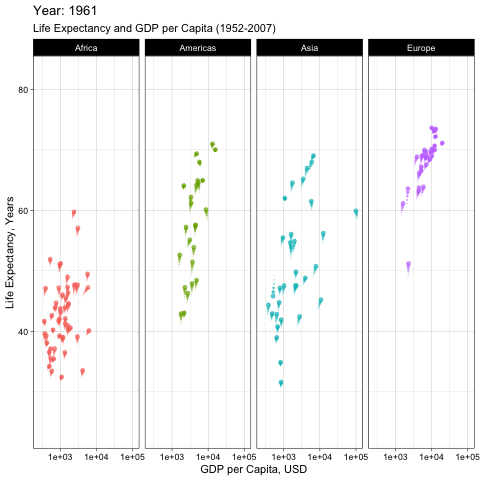 Year: 1961
Life Expectancy and GDP per Capita (1952-2007)
Africa Americas Asia Europe
80
60
40
1e+03 1e+04 1e+05 1e+03 1e+04 1e+05 1e+03 1e+04 1e+05 1e+03 1e+04 1e+05
GDP per Capita, USD
Life Expectancy, Years